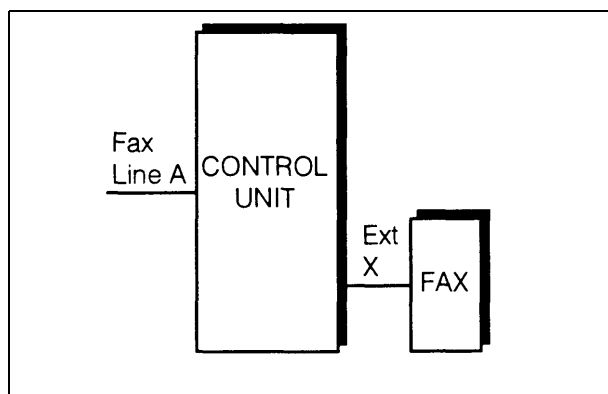 Fax
Line A
CONTROL
UNIT
Ext
X
FAX